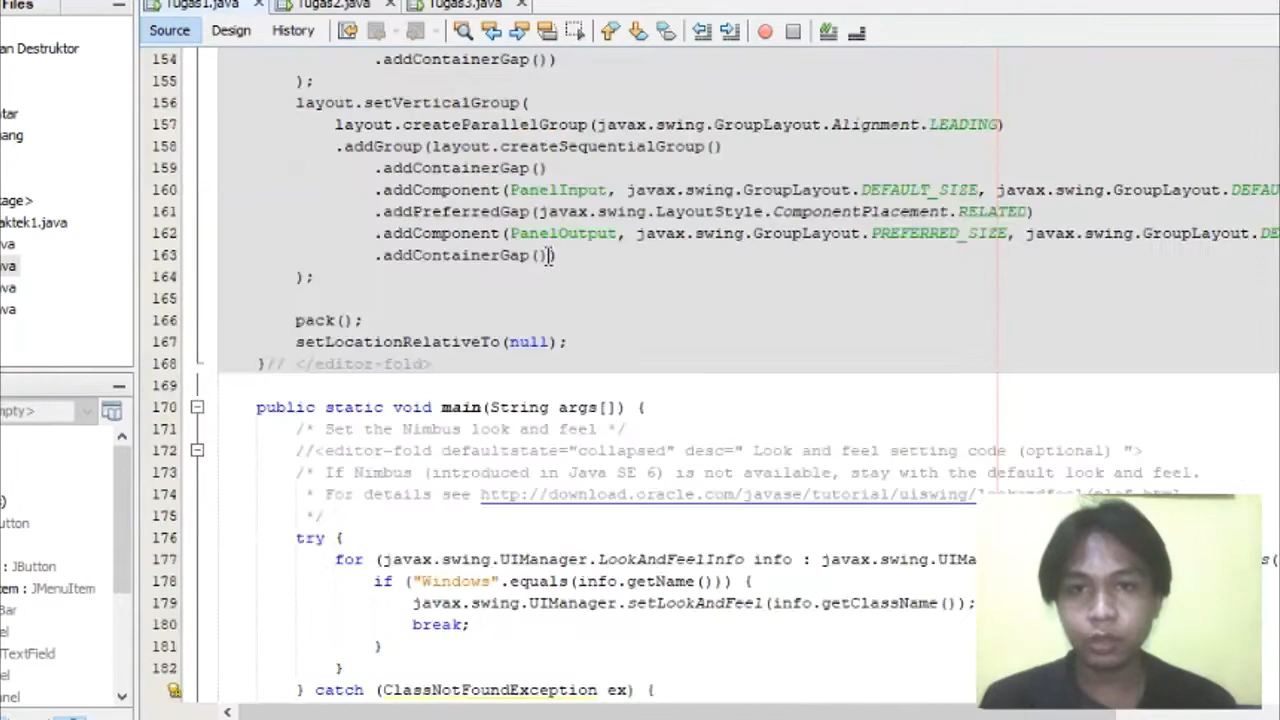 Files
Tugas1.java
Tugas2.java
Tugas3.java
Source
Design
History
an Destruktor
tar
ang
age>
aktek1.java
va
va
va
va
mpty>
s)
utton
: JButton
tem : JMenuItem
Bar
el
TextField
el
anel
154 .addContainerGap())
155 );
156 layout.setVerticalGroup(
157 layout.createParallelGroup(javax.swing.GroupLayout.Alignment.LEADING)
158 .addGroup(layout.createSequentialGroup()
159 .addContainerGap()
160 .addComponent(PanelInput, javax.swing.GroupLayout.DEFAULT_SIZE, javax.swing.GroupLayout.DEFAU
161 .addPreferredGap(javax.swing.LayoutStyle.ComponentPlacement.RELATED)
162 .addComponent(PanelOutput, javax.swing.GroupLayout.PREFERRED_SIZE, javax.swing.GroupLayout.DE
163 .addContainerGap())
164 );
165
166 pack();
167 setLocationRelativeTo(null);
168 }// </editor-fold>
169
170 public static void main(String args[]) {
171 /* Set the Nimbus look and feel */
172 //<editor-fold defaultstate="collapsed" desc=" Look and feel setting code (optional) ">
173 /* If Nimbus (introduced in Java SE 6) is not available, stay with the default look and feel.
174 * For details see http://download.oracle.com/javase/tutorial/uiswing/lookandfeel/plaf.html
175 */
176 try {
177 for (javax.swing.UIManager.LookAndFeelInfo info : javax.swing.UIMa
178 if ("Windows".equals(info.getName())) {
179 javax.swing.UIManager.setLookAndFeel(info.getClassName());
180 break;
181 }
182 }
} catch (ClassNotFoundException ex) {